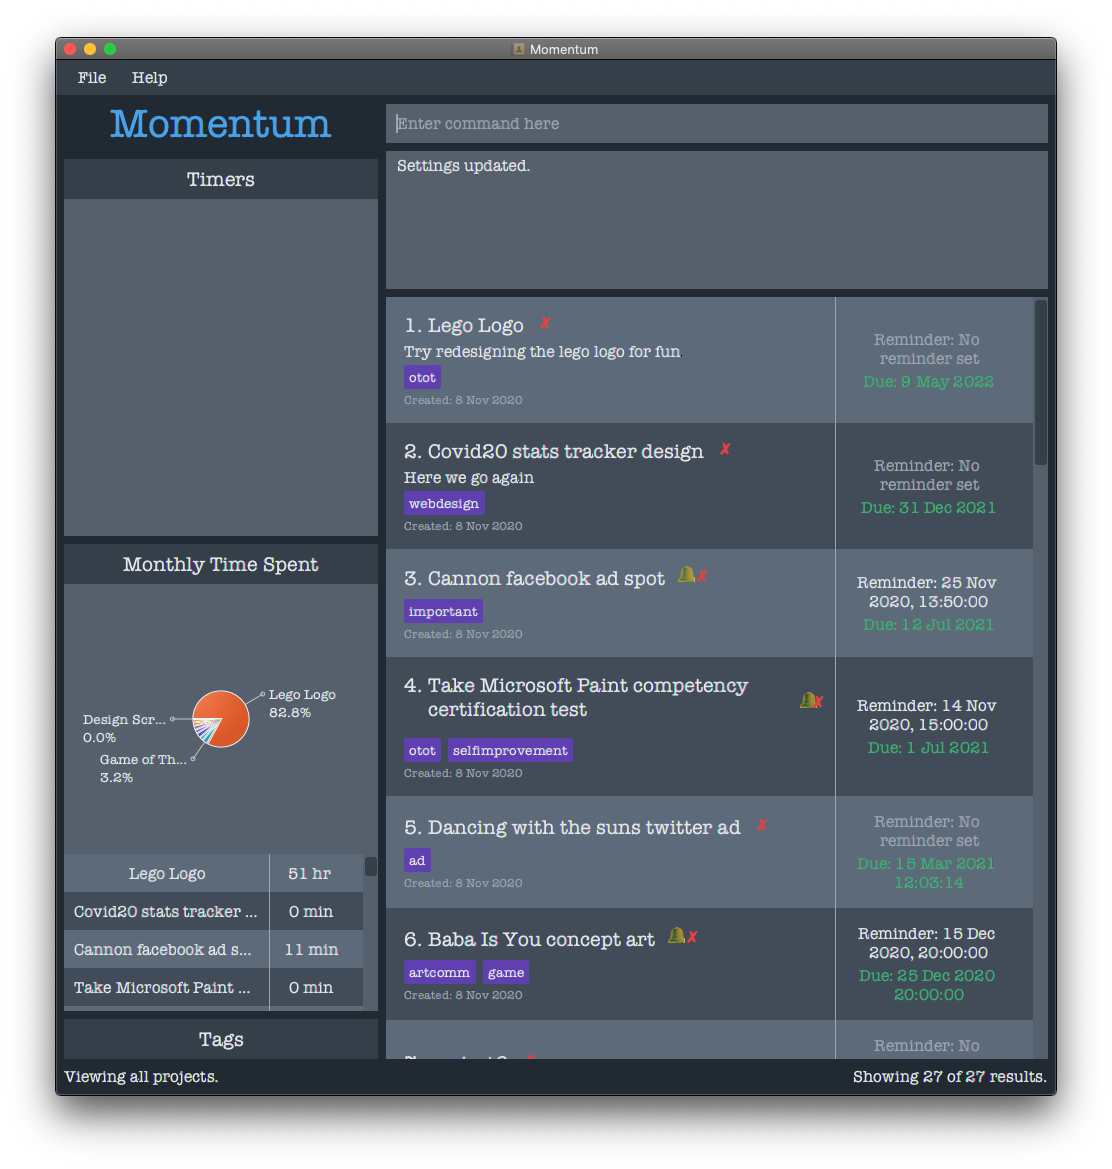 Momentum
File Help
Momentum
Timers
Monthly Time Spent
Lego Logo
82.8%
Design Scr...
0.0%
Game of Th...
3.2%
Lego Logo 51 hr
Covid20 stats tracker ... 0 min
Cannon facebook ad s... 11 min
Take Microsoft Paint ... 0 min
Tags
Enter command here
Settings updated.
1. Lego Logo ✗
Try redesigning the lego logo for fun.
otot
Created: 8 Nov 2020
Reminder: No
reminder set
Due: 9 May 2022
2. Covid20 stats tracker design ✗
Here we go again
webdesign
Created: 8 Nov 2020
Reminder: No
reminder set
Due: 31 Dec 2021
3. Cannon facebook ad spot ✗
important
Created: 8 Nov 2020
Reminder: 25 Nov
2020, 13:50:00
Due: 12 Jul 2021
4. Take Microsoft Paint competency
certification test ✗
otot selfimprovement
Created: 8 Nov 2020
Reminder: 14 Nov
2020, 15:00:00
Due: 1 Jul 2021
5. Dancing with the suns twitter ad ✗
ad
Created: 8 Nov 2020
Reminder: No
reminder set
Due: 15 Mar 2021
12:03:14
6. Baba Is You concept art ✗
artcomm game
Created: 8 Nov 2020
Reminder: 15 Dec
2020, 20:00:00
Due: 25 Dec 2020
20:00:00
Reminder: No
Viewing all projects.
Showing 27 of 27 results.